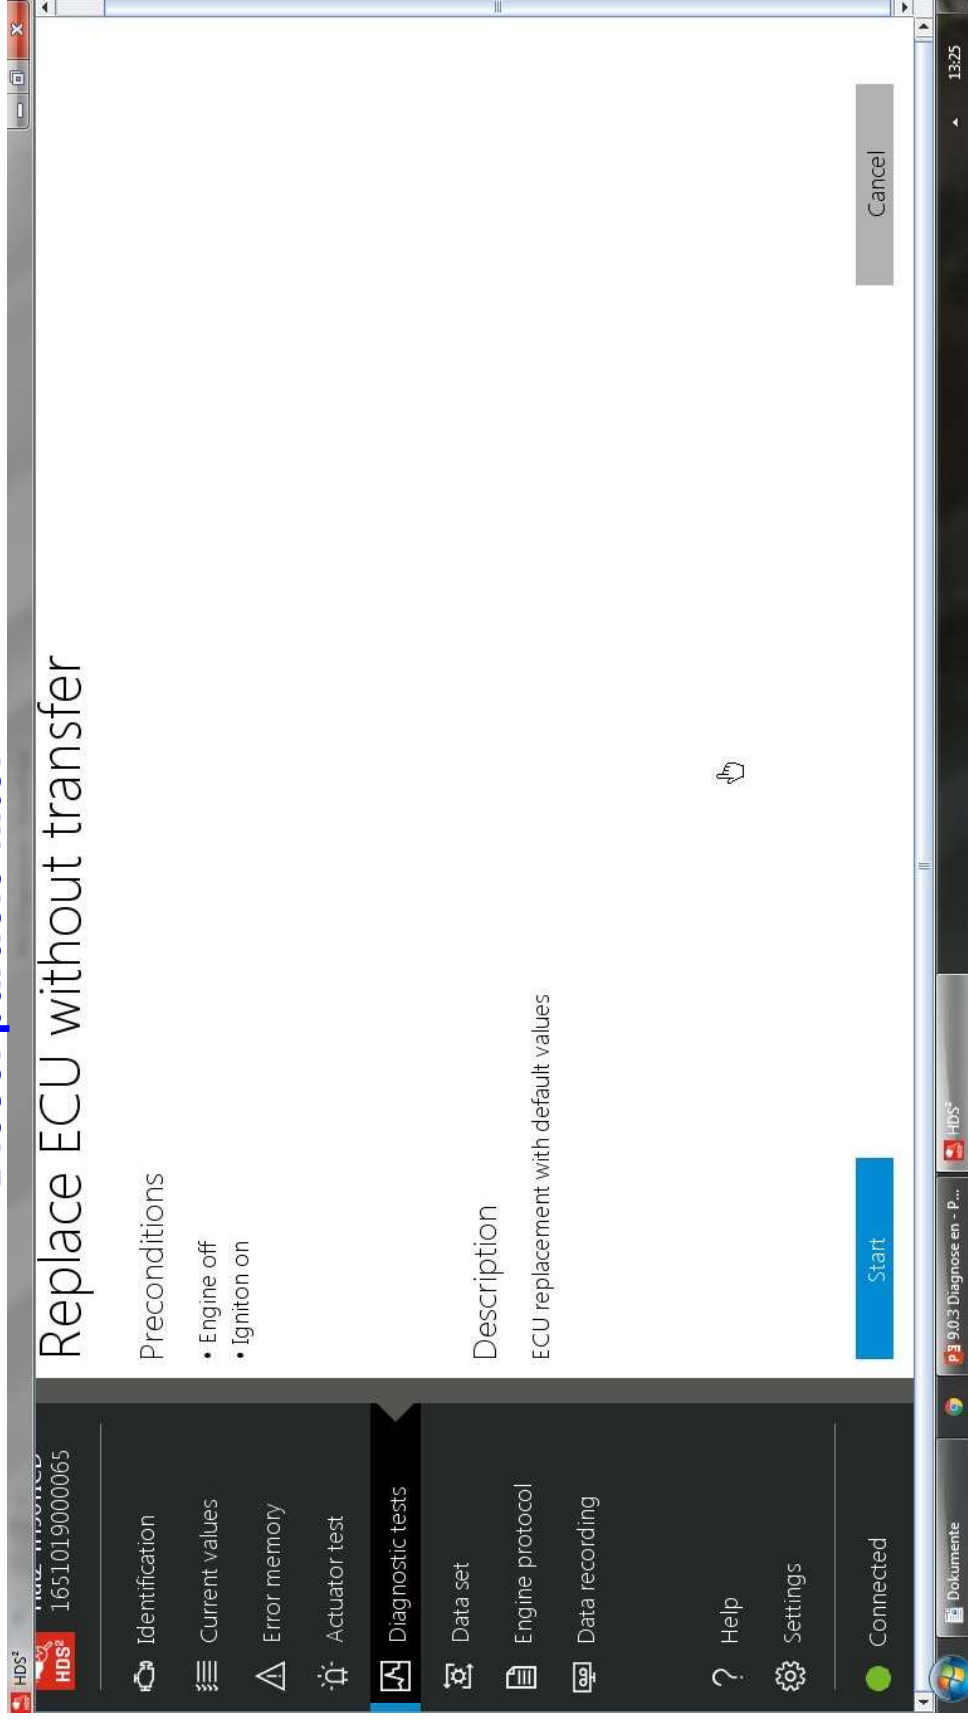 HDS²
HDS²
1651019000065
Identification
Current values
Error memory
Actuator test
Diagnostic tests
Data set
Engine protocol
Data recording
Help
Settings
Connected
Replace ECU without transfer
Preconditions
• Engine off
• Igniton on
Description
ECU replacement with default values
Start
Cancel
Dokumente
9.0.3 Diagnose en - P...
HDS²
13:25